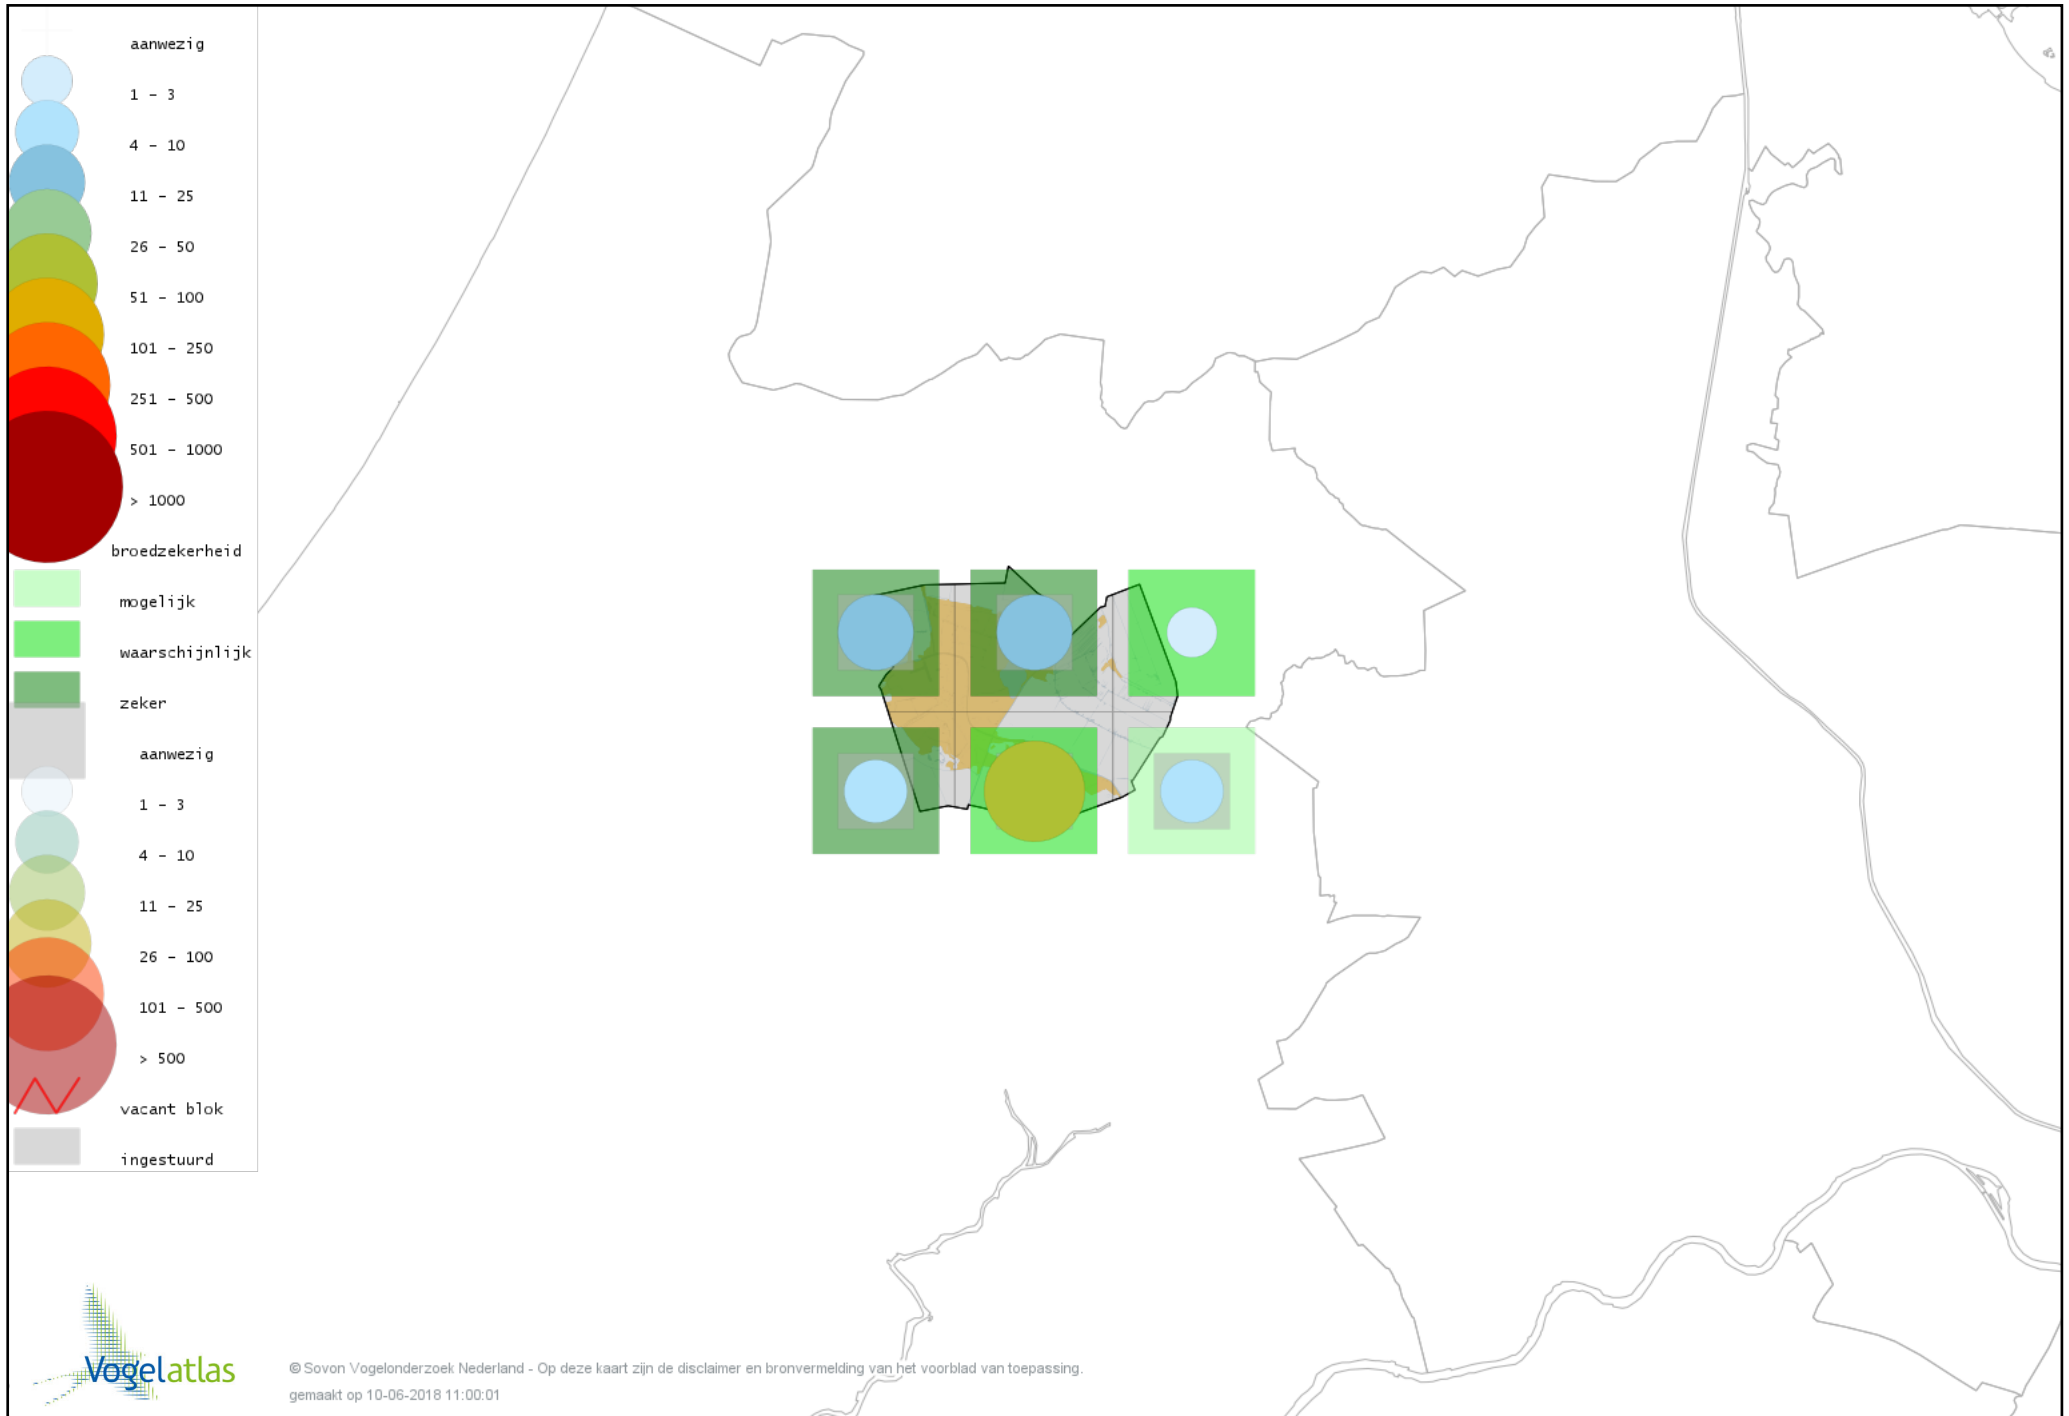 aanwezig
1 – 3
4 – 10
11 – 25
26 – 50
51 – 100
101 – 250
251 – 500
501 – 1000
> 1000
broedzekerheid
mogelijk
waarschijnlijk
zeker
aanwezig
1 – 3
4 – 10
11 – 25
26 – 100
101 – 500
> 500
vacant blok
ingestuurd
Vogelatlas
© Sovon Vogelonderzoek Nederland - Op deze kaart zijn de disclaimer en bronvermelding van het voorblad van toepassing.
gemaakt op 10-06-2018 11:00:01